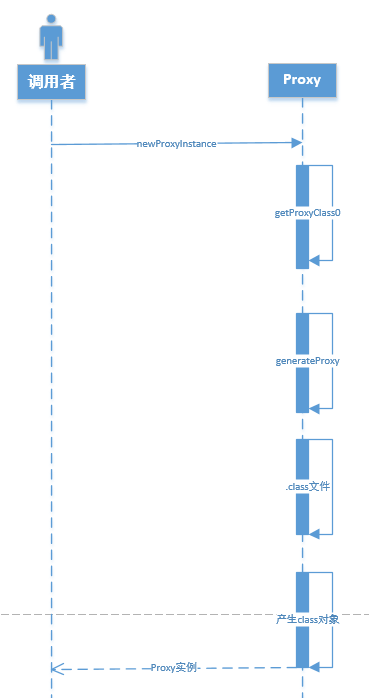 调用者
Proxy
newProxyInstance
getProxyClass0
generateProxy
.class文件
产生class对象
Proxy实例